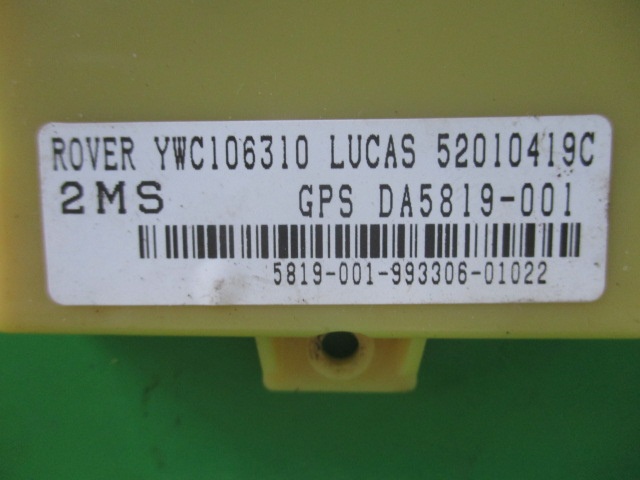 ROVER YWC106310 LUCAS 52010419C
2MS GPS DA5819-001
5819-001-993306-01022